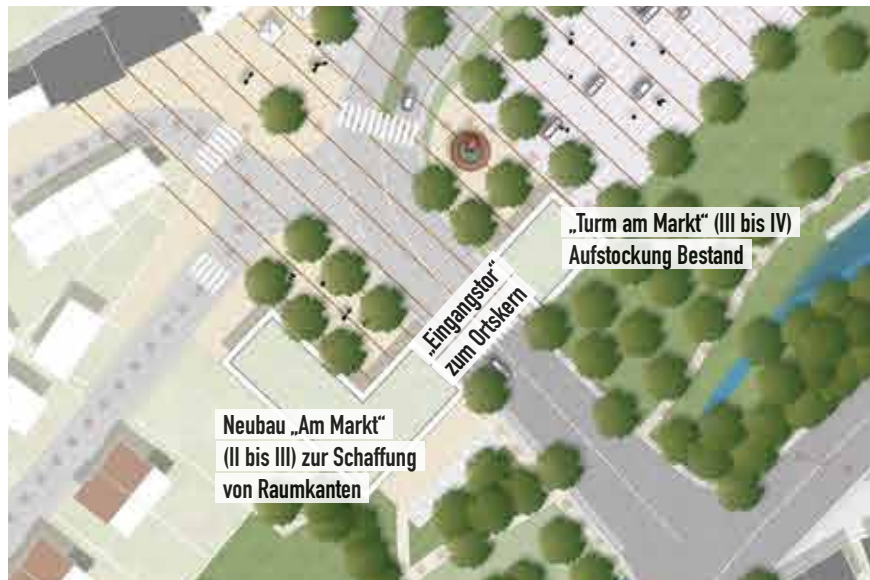 „Turm am Markt“ (III bis IV)
Aufstockung Bestand
„Eingangstor“
zum Ortskern
Neubau „Am Markt“
(II bis III) zur Schaffung
von Raumkanten